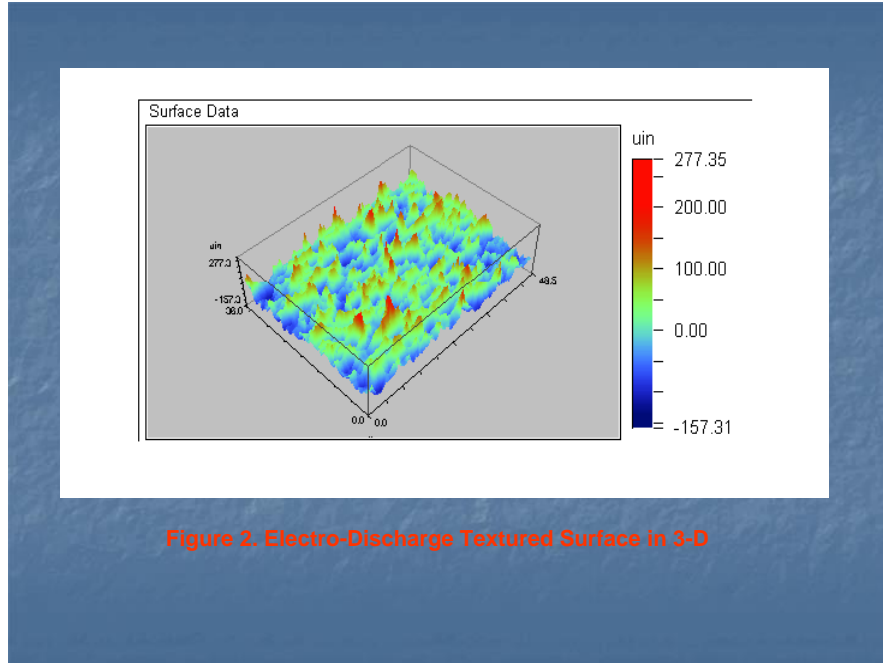 Surface Data
uin
277.35
200.00
100.00
0.00
-157.31
uin
277.3
-157.3
36.0
48.5
0.0 0.0
Figure 2. Electro-Discharge Textured Surface in 3-D